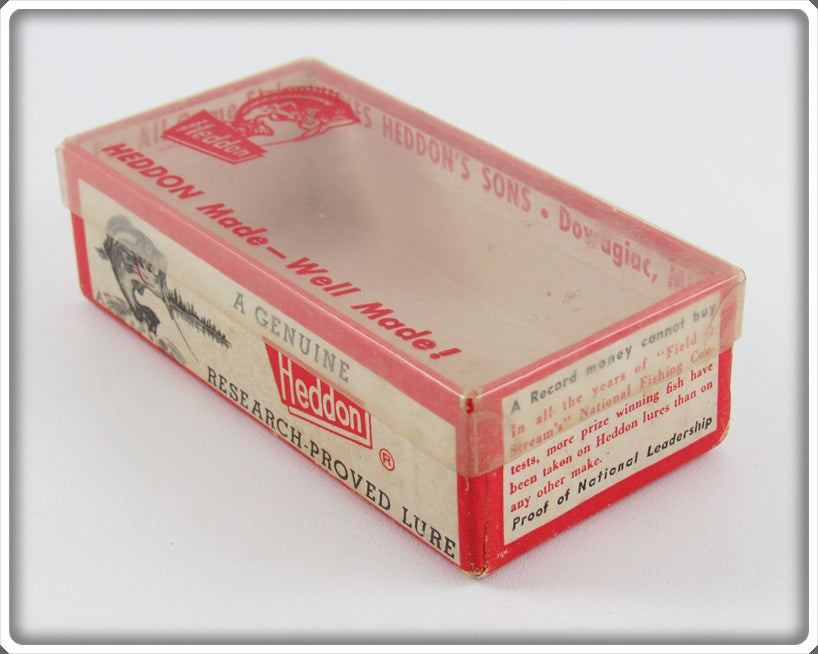 HEDDON'S SONS • Dowagiac,
Heddon
HEDDON Made—Well Made!
A GENUINE
Heddon
®
RESEARCH-PROVED LURE
A Record money cannot buy
In all the years of "Field &
Stream's" National Fishing Con-
tests, more prize winning fish have
been taken on Heddon lures than on
any other make.
Proof of National Leadership